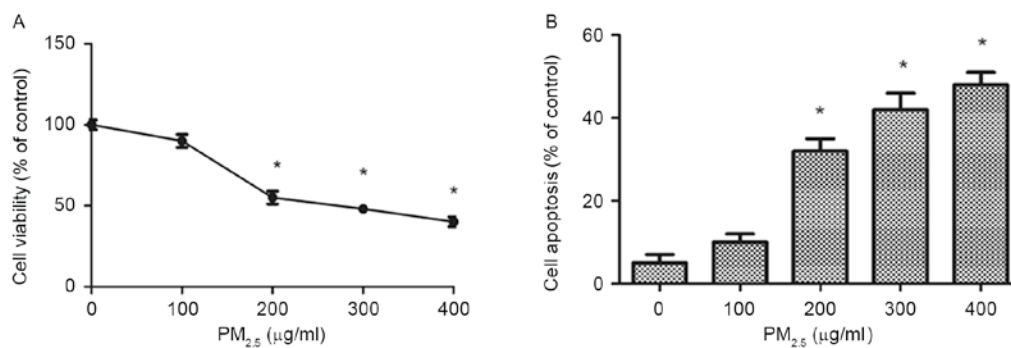 A
Cell viability (% of control)
150
100
50
0
*
*
*
0 100 200 300 400
PM2.5 (μg/ml)
B
Cell apoptosis (% of control)
60
40
20
0
*
*
*
0 100 200 300 400
PM2.5 (μg/ml)